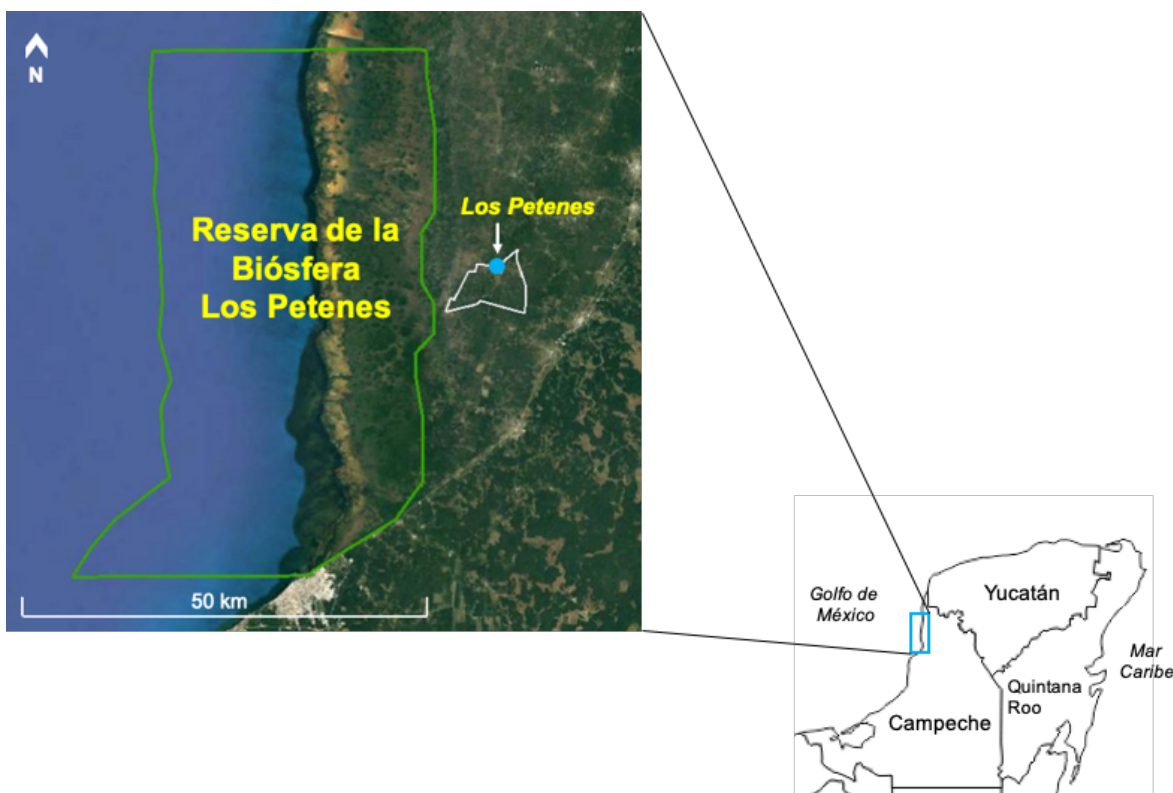 N
Los Petenes
Reserva de la
Biósfera
Los Petenes
50 km
Golfo de
México
Yucatán
Mar
Caribe
Quintana
Roo
Campeche